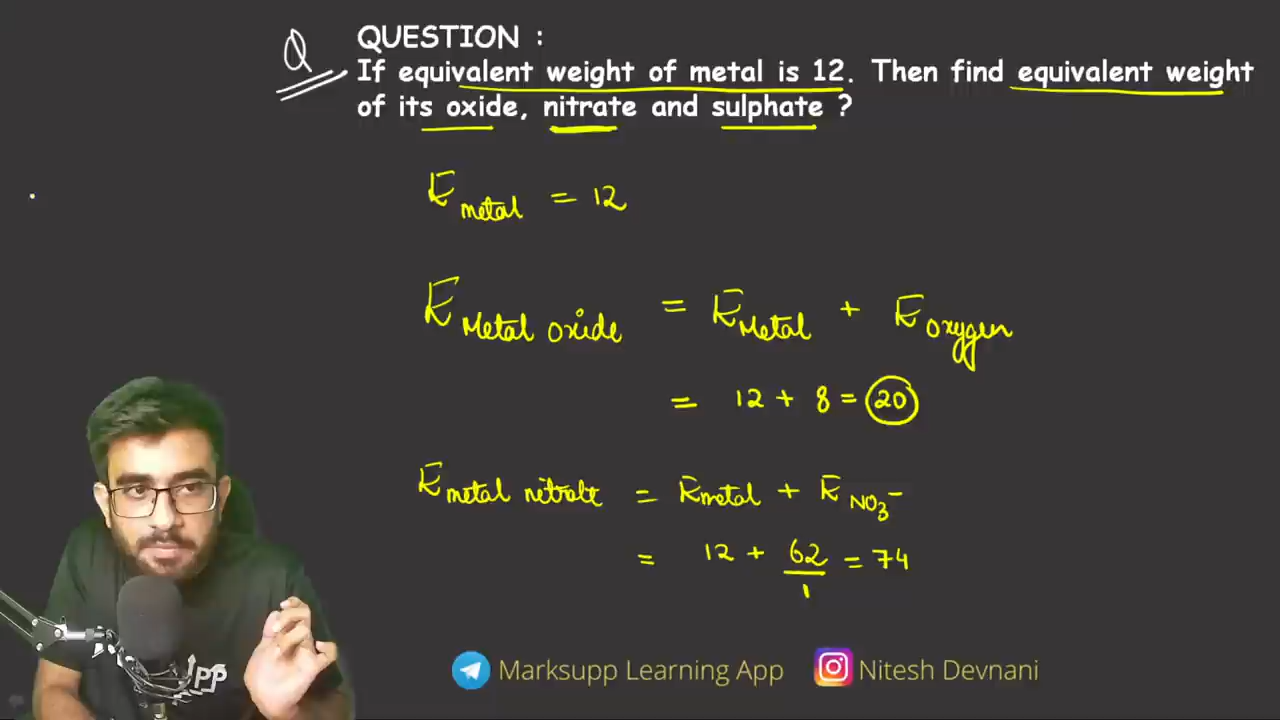 Q
QUESTION :
If equivalent weight of metal is 12. Then find equivalent weight
of its oxide, nitrate and sulphate ?
E metal = 12
E Metal oxide = E Metal + E Oxygen
= 12 + 8 = 20
E metal nitrate = E metal + E NO3-
= 12 + 62/1 = 74
PP
Marksupp Learning App
Nitesh Devnani